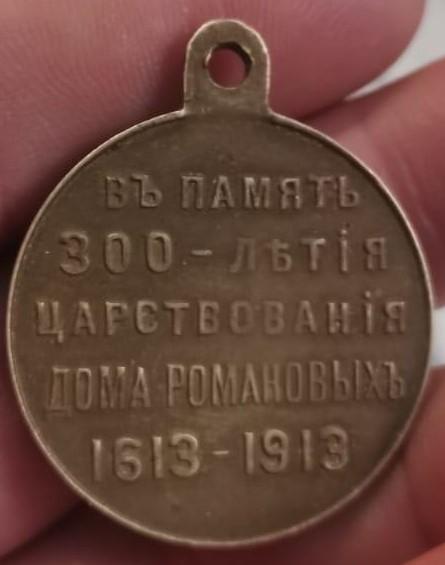 ВЪ ПАМЯТЬ
300-ЛѢТІЯ
ЦАРСТВОВАНІЯ
ДОМА РОМАНОВЫХЪ
1613-1913